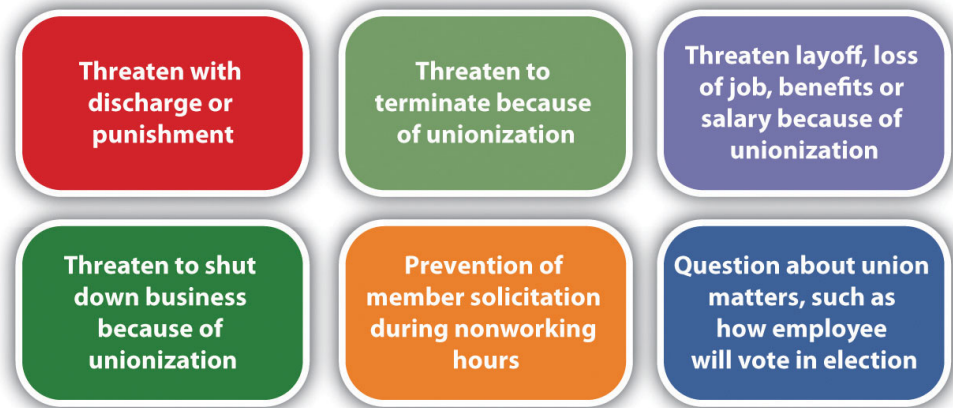 Threaten with
discharge or
punishment
Threaten to
terminate because
of unionization
Threaten layoff, loss
of job, benefits or
salary because of
unionization
Threaten to shut
down business
because of
unionization
Prevention of
member solicitation
during nonworking
hours
Question about union
matters, such as
how employee
will vote in election